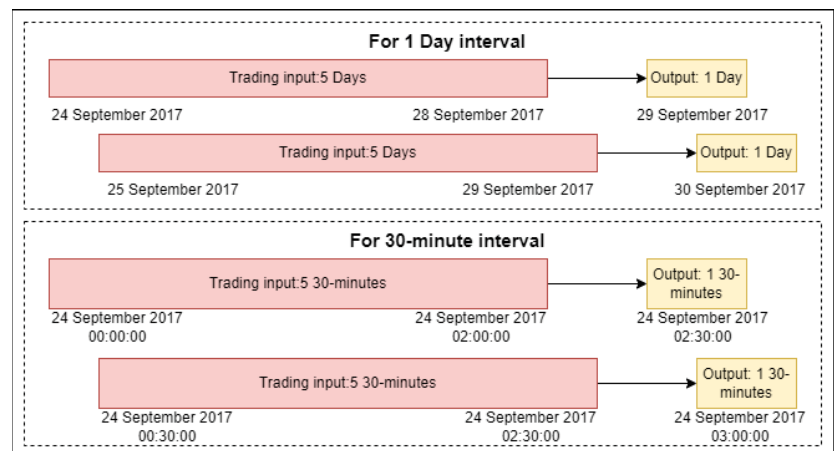 For 1 Day interval
Trading input:5 Days
Output: 1 Day
24 September 2017
28 September 2017
29 September 2017
Trading input:5 Days
Output: 1 Day
25 September 2017
29 September 2017
30 September 2017
For 30-minute interval
Trading input:5 30-minutes
Output: 1 30-
minutes
24 September 2017
00:00:00
24 September 2017
02:00:00
24 September 2017
02:30:00
Trading input:5 30-minutes
Output: 1 30-
minutes
24 September 2017
00:30:00
24 September 2017
02:30:00
24 September 2017
03:00:00